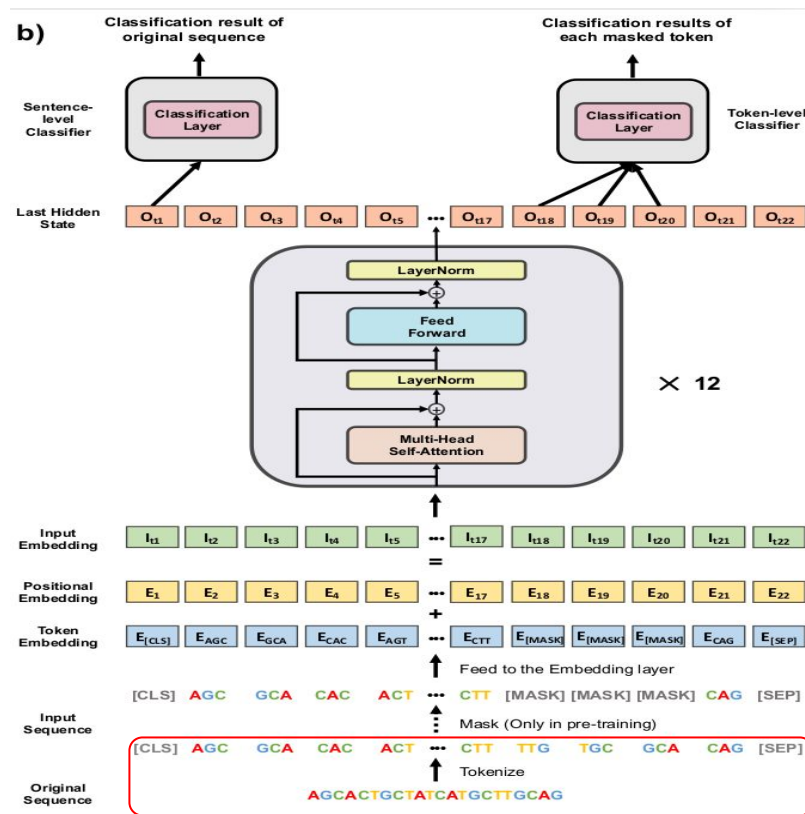 b)
Classification result of
original sequence
Classification results of
each masked token
Sentence-
level
Classifier
Classification
Layer
Classification
Layer
Token-level
Classifier
Last Hidden
State
Ot1 Ot2 Ot3 Ot4 Ot5 ... Ot17 Ot18 Ot19 Ot20 Ot21 Ot22
LayerNorm
+
Feed
Forward
LayerNorm
+
Multi-Head
Self-Attention
× 12
Input
Embedding
It1 It2 It3 It4 It5 ... It17 It18 It19 It20 It21 It22
=
Positional
Embedding
E1 E2 E3 E4 E5 ... E17 E18 E19 E20 E21 E22
+
Token
Embedding
E[CLS] EAGC EGCA ECAC EAGT ... ECTT E[MASK] E[MASK] E[MASK] ECAG E[SEP]
Feed to the Embedding layer
[CLS] AGC GCA CAC ACT ... CTT [MASK] [MASK] [MASK] CAG [SEP]
Input
Sequence
Mask (Only in pre-training)
[CLS] AGC GCA CAC ACT ... CTT TTG TGC GCA CAG [SEP]
Tokenize
Original
Sequence
AGCACTGCTATCATGCTTGCAG